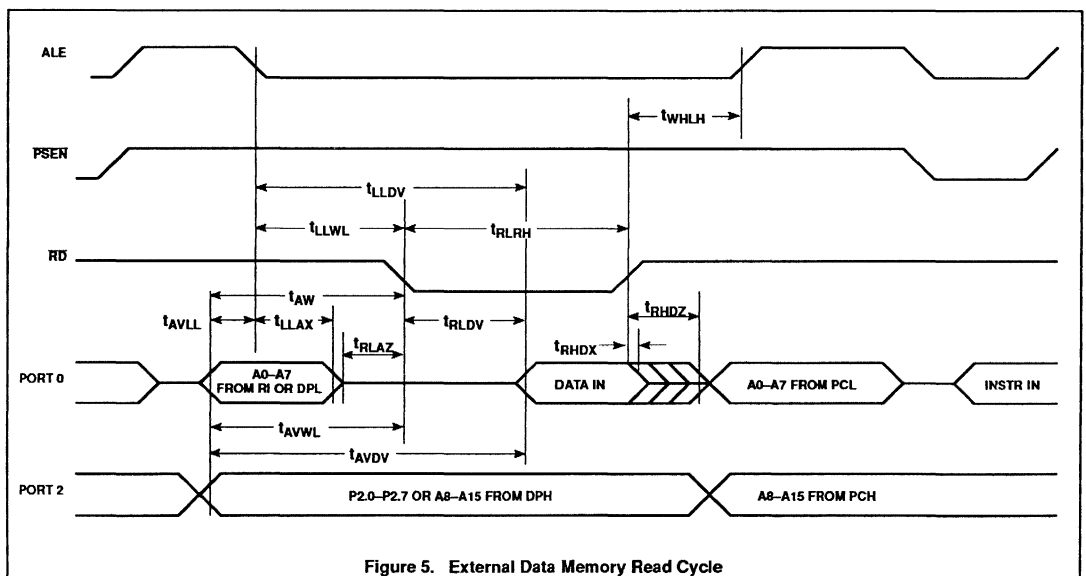 ALE
tWHLH
PSEN
tLLDV
tLLWL
tRLRH
RD
tAW
tAVLL
tLLAX
tRLDV
tRHDZ
tRLAZ
tRHDX
PORT 0
A0–A7
FROM RI OR DPL
DATA IN
A0–A7 FROM PCL
INSTR IN
tAVWL
tAVDV
PORT 2
P2.0–P2.7 OR A8–A15 FROM DPH
A8–A15 FROM PCH
Figure 5. External Data Memory Read Cycle